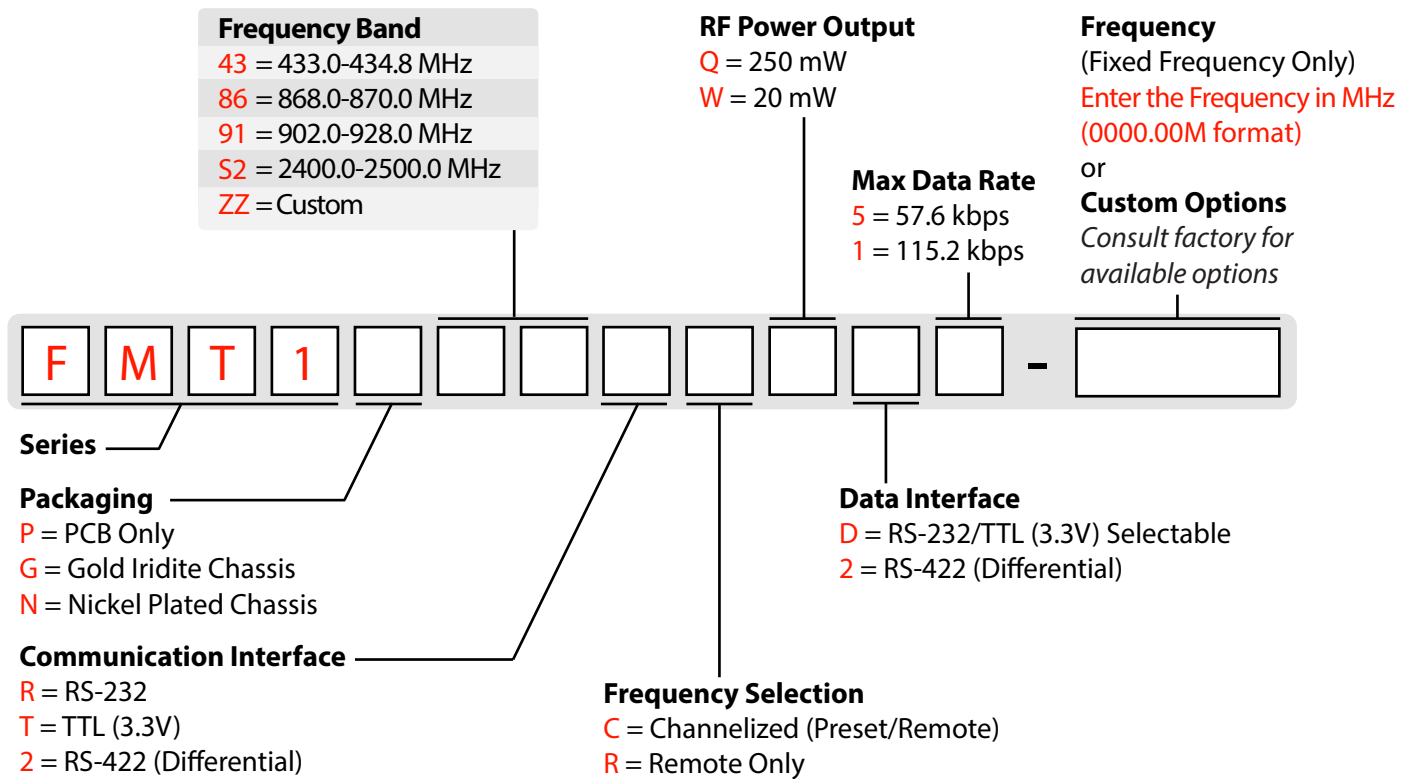 Frequency Band
43 = 433.0-434.8 MHz
86 = 868.0-870.0 MHz
91 = 902.0-928.0 MHz
S2 = 2400.0-2500.0 MHz
ZZ = Custom
RF Power Output
Q = 250 mW
W = 20 mW
Max Data Rate
5 = 57.6 kbps
1 = 115.2 kbps
Frequency
(Fixed Frequency Only)
Enter the Frequency in MHz
(0000.00M format)
or
Custom Options
Consult factory for
available options
F M T 1 -
Series
Packaging
P = PCB Only
G = Gold Iridite Chassis
N = Nickel Plated Chassis
Communication Interface
R = RS-232
T = TTL (3.3V)
2 = RS-422 (Differential)
Frequency Selection
C = Channelized (Preset/Remote)
R = Remote Only
Data Interface
D = RS-232/TTL (3.3V) Selectable
2 = RS-422 (Differential)